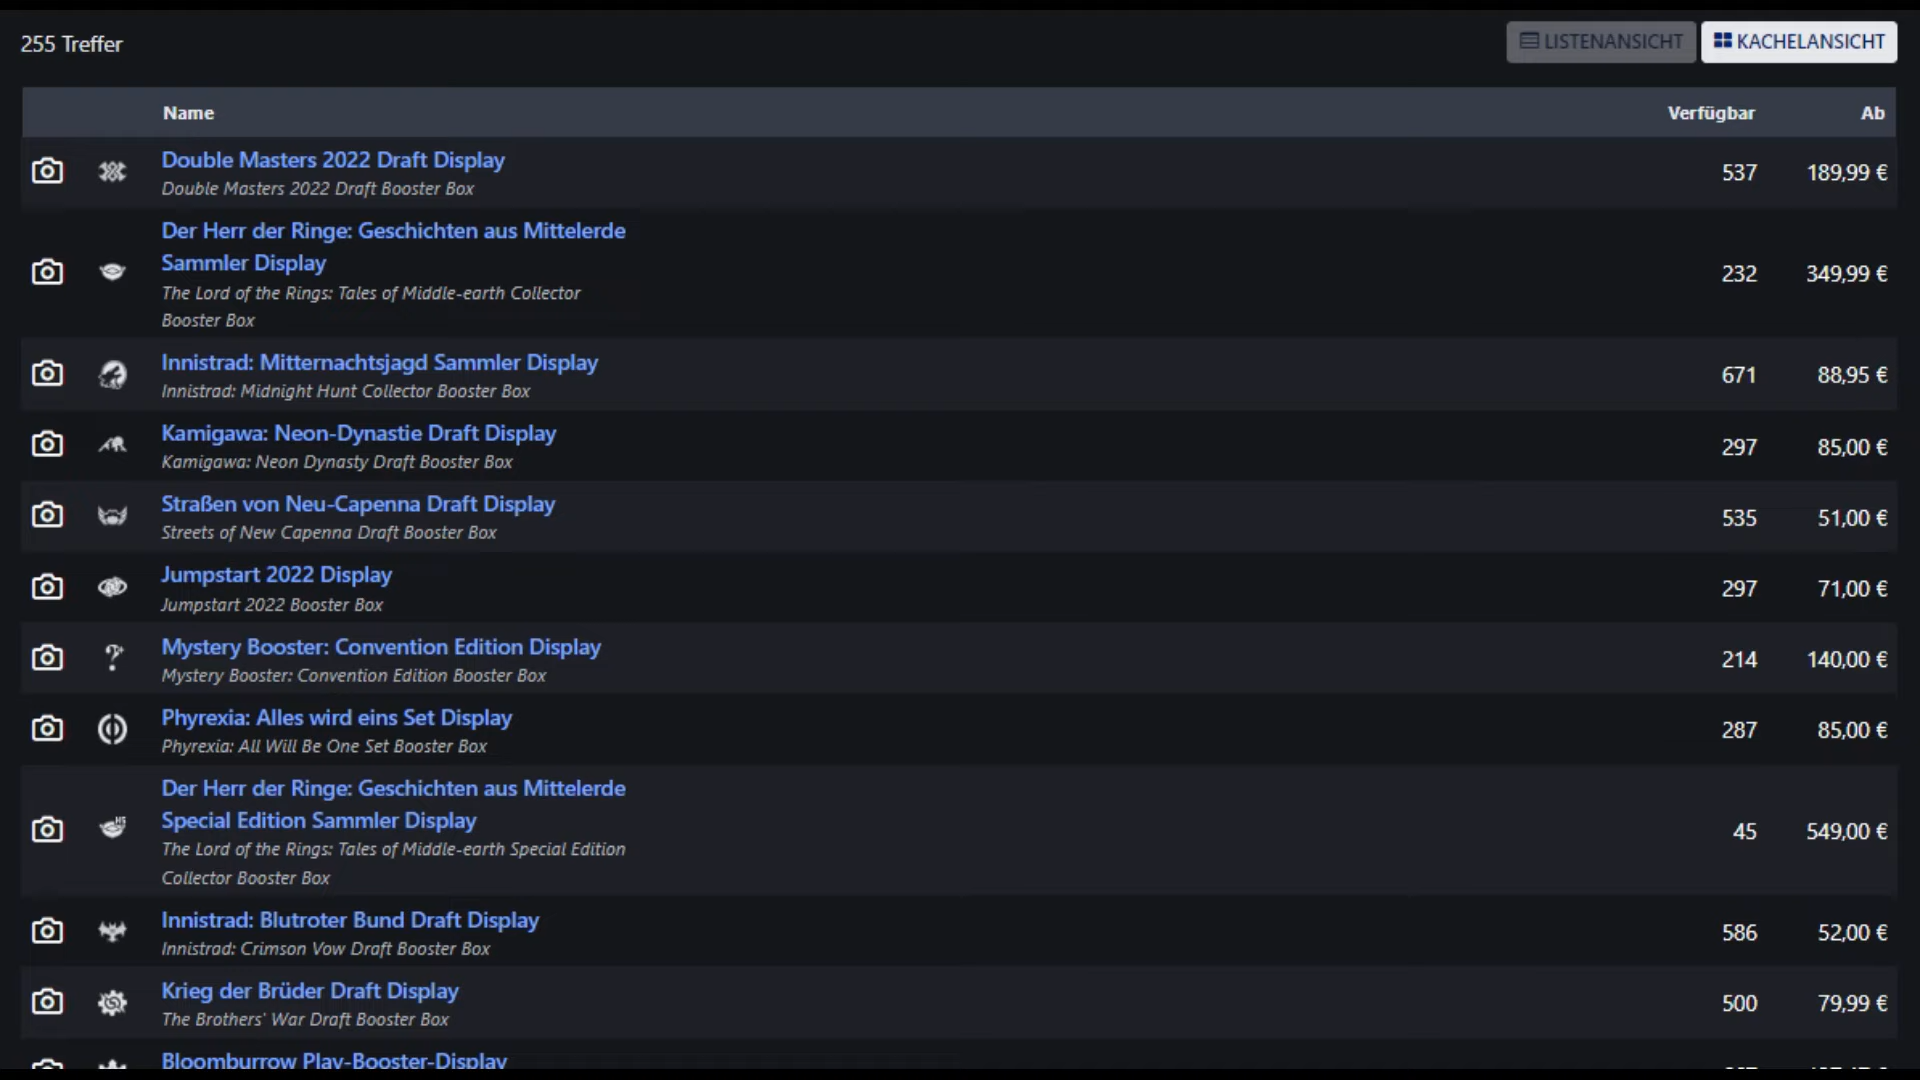 255 Treffer
LISTENANSICHT
KACHELANSICHT
Name Verfügbar Ab
Double Masters 2022 Draft Display
Double Masters 2022 Draft Booster Box
537 189,99 €
Der Herr der Ringe: Geschichten aus Mittelerde
Sammler Display
The Lord of the Rings: Tales of Middle-earth Collector
Booster Box
232 349,99 €
Innistrad: Mitternachtsjagd Sammler Display
Innistrad: Midnight Hunt Collector Booster Box
671 88,95 €
Kamigawa: Neon-Dynastie Draft Display
Kamigawa: Neon Dynasty Draft Booster Box
297 85,00 €
Straßen von Neu-Capenna Draft Display
Streets of New Capenna Draft Booster Box
535 51,00 €
Jumpstart 2022 Display
Jumpstart 2022 Booster Box
297 71,00 €
Mystery Booster: Convention Edition Display
Mystery Booster: Convention Edition Booster Box
214 140,00 €
Phyrexia: Alles wird eins Set Display
Phyrexia: All Will Be One Set Booster Box
287 85,00 €
Der Herr der Ringe: Geschichten aus Mittelerde
Special Edition Sammler Display
The Lord of the Rings: Tales of Middle-earth Special Edition
Collector Booster Box
45 549,00 €
Innistrad: Blutroter Bund Draft Display
Innistrad: Crimson Vow Draft Booster Box
586 52,00 €
Krieg der Brüder Draft Display
The Brothers' War Draft Booster Box
500 79,99 €
Bloomburrow Play-Booster-Display